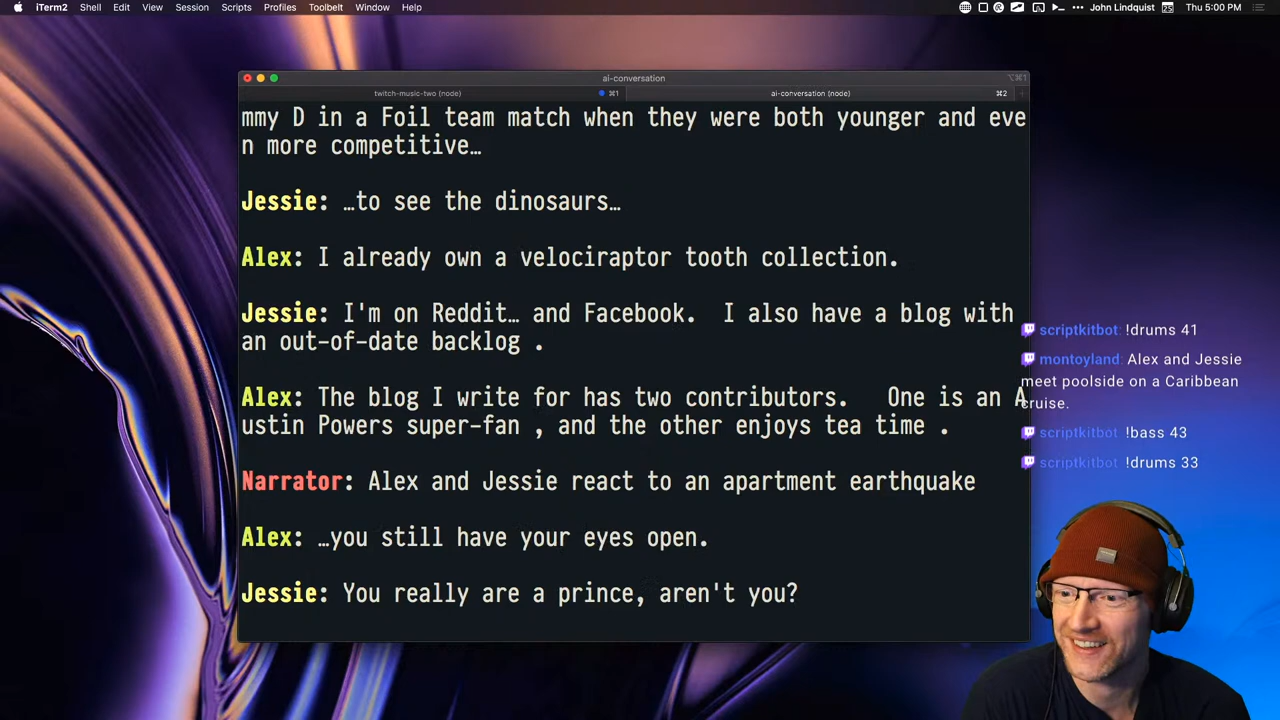 iTerm2 Shell Edit View Session Scripts Profiles Toolbelt Window Help John Lindquist 25 Thu 5:00 PM
ai-conversation ⌥⌘1
twitch-music-two (node) ⌘1 ai-conversation (node) ⌘2
mmy D in a Foil team match when they were both younger and eve
n more competitive…
Jessie: …to see the dinosaurs…
Alex: I already own a velociraptor tooth collection.
Jessie: I'm on Reddit… and Facebook.  I also have a blog with
an out-of-date backlog .
Alex: The blog I write for has two contributors.   One is an A
ustin Powers super-fan , and the other enjoys tea time .
Narrator: Alex and Jessie react to an apartment earthquake
Alex: …you still have your eyes open.
Jessie: You really are a prince, aren't you?
scriptkitbot: !drums 41
montoyland: Alex and Jessie
meet poolside on a Caribbean
cruise.
scriptkitbot: !bass 43
scriptkitbot: !drums 33